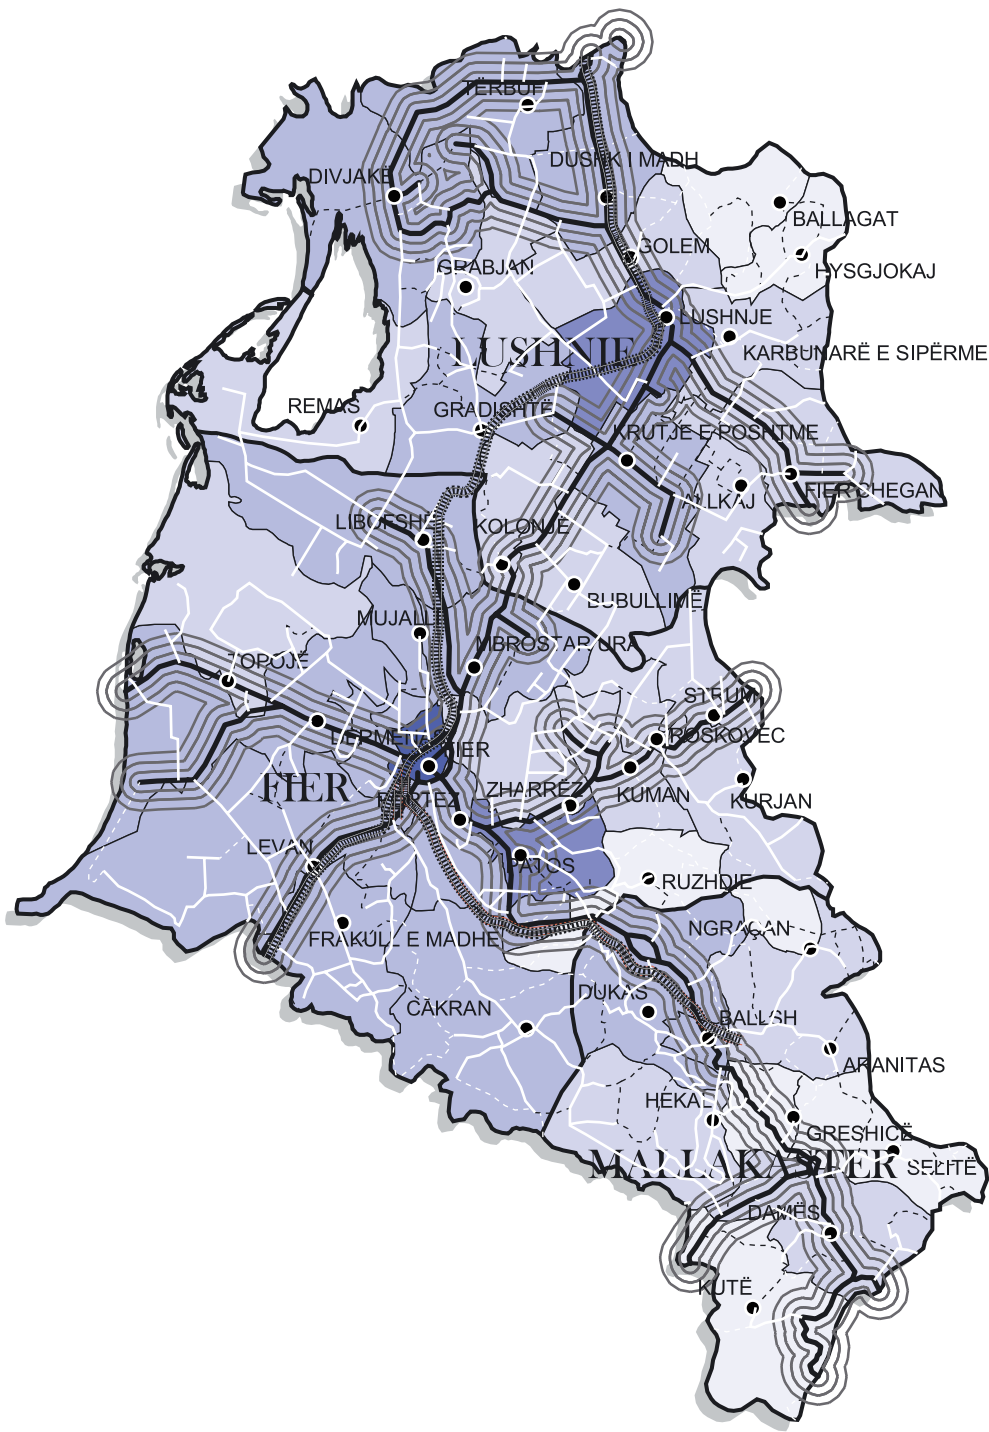 TËRBUF
DUSHK I MADH
DIVJAKË
BALLAGAT
GOLEM
GRABJAN
HYSGJOKAJ
LUSHNJE
LUSHNJE
KARBUNARË E SIPËRME
REMAS
GRADISHTË
KRUTJE E POSHTME
ALLKAJ
FIER SHEGAN
LIBOFSHË
KOLONJË
BUBULLIMË
MUJALLI
MBROSTAR URA
TOPOJË
STRUM
DERMENAS
ROSKOVEC
FIER
FIER
ZHARRËZ
KUMAN
KURJAN
PORTËZ
LEVAN
PATOS
RUZHDIE
FRAKULL E MADHE
NGRAÇAN
DUKAS
CAKRAN
BALLSH
ARANITAS
HEKAL
GRESHICË
MALLAKASTER
SELITË
DAMËS
KUTË